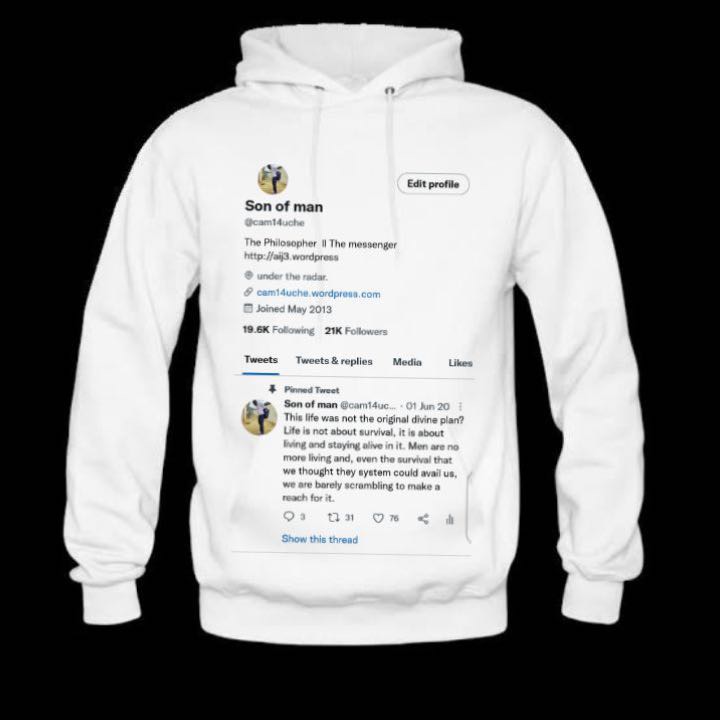 Edit profile
Son of man
@cam14uche
The Philosopher || The messenger
http://aij3.wordpress
under the radar.
cam14uche.wordpress.com
Joined May 2013
19.6K Following 21K Followers
Tweets Tweets & replies Media Likes
Pinned Tweet
Son of man @cam14uc... · 01 Jun 20
This life was not the original divine plan?
Life is not about survival, it is about
living and staying alive in it. Men are no
more living and, even the survival that
we thought they system could avail us,
we are barely scrambling to make a
reach for it.
3 31 76
Show this thread